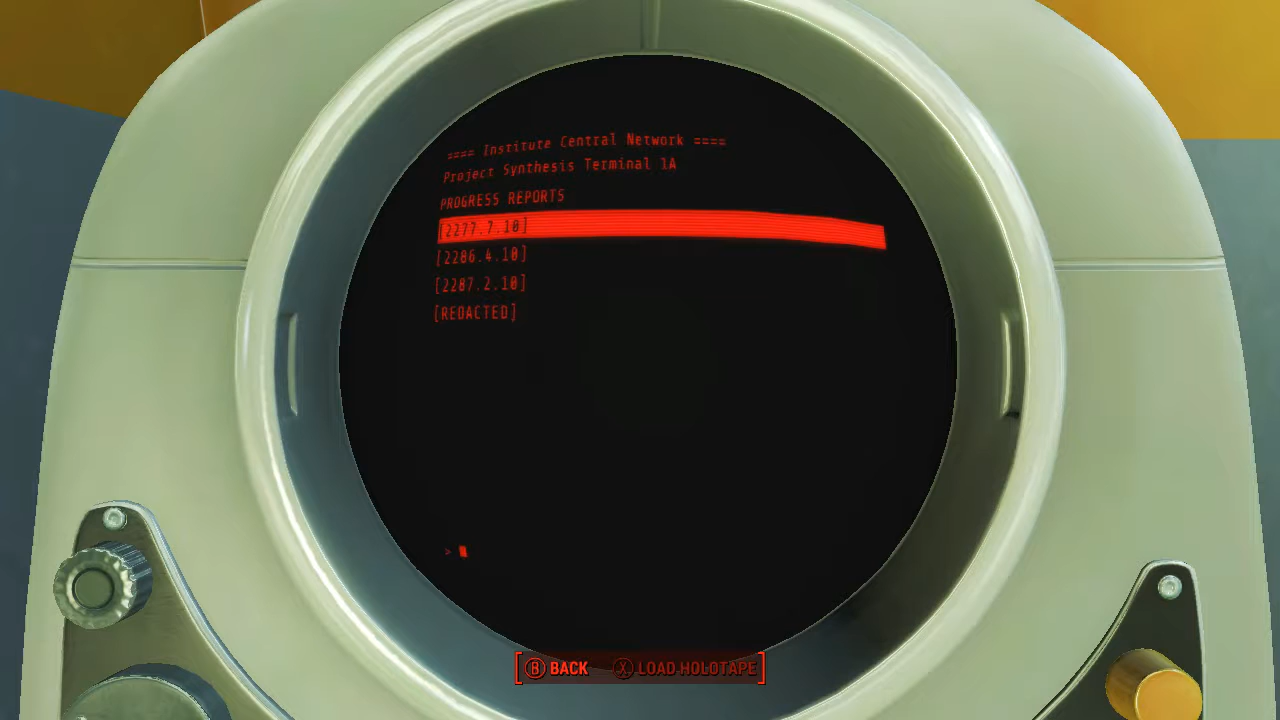 ==== Institute Central Network ====
Project Synthesis Terminal 1A
PROGRESS REPORTS
[2277.7.10]
[2286.4.10]
[2287.2.10]
[REDACTED]
>
(B) BACK (X) LOAD HOLOTAPE